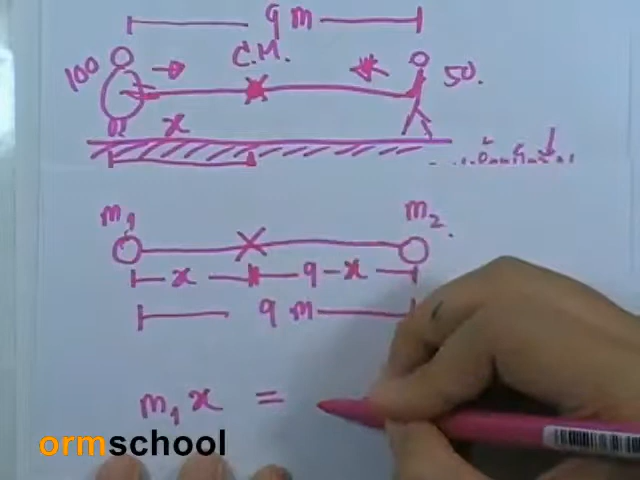 9 m
C.M.
100
50.
x
m₁
m₂
x
9-x
9 m
m₁x =
ormschool